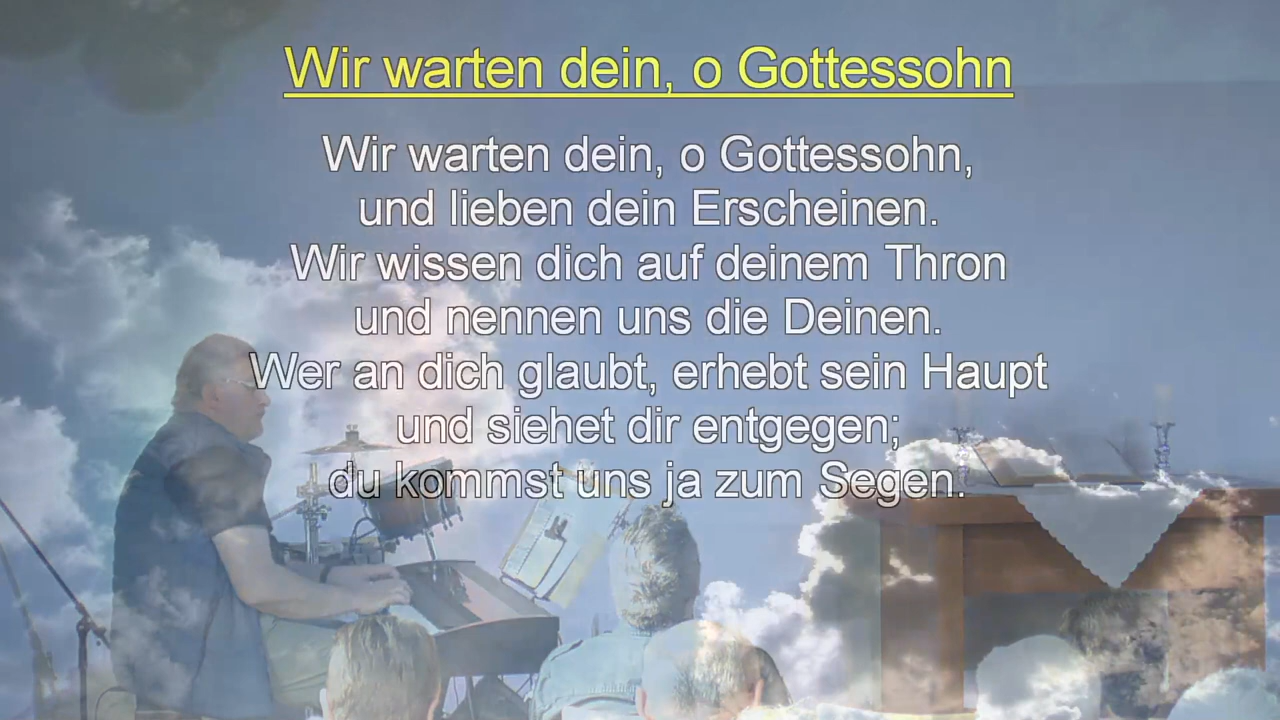 Wir warten dein, o Gottessohn
Wir warten dein, o Gottessohn,
und lieben dein Erscheinen.
Wir wissen dich auf deinem Thron
und nennen uns die Deinen.
Wer an dich glaubt, erhebt sein Haupt
und siehet dir entgegen;
du kommst uns ja zum Segen.